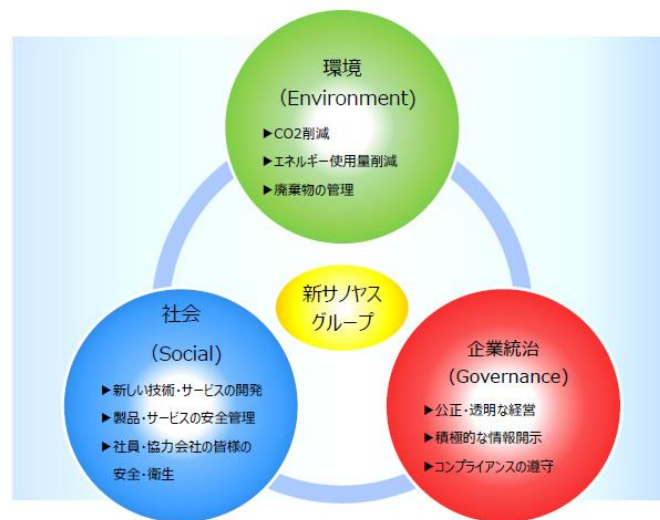 環境
（Environment)
▶CO2削減
▶エネルギー使用量削減
▶廃棄物の管理
新サノヤス
グループ
社会
（Social)
▶新しい技術・サービスの開発
▶製品・サービスの安全管理
▶社員・協力会社の皆様の
安全・衛生
企業統治
（Governance)
▶公正・透明な経営
▶積極的な情報開示
▶コンプライアンスの遵守